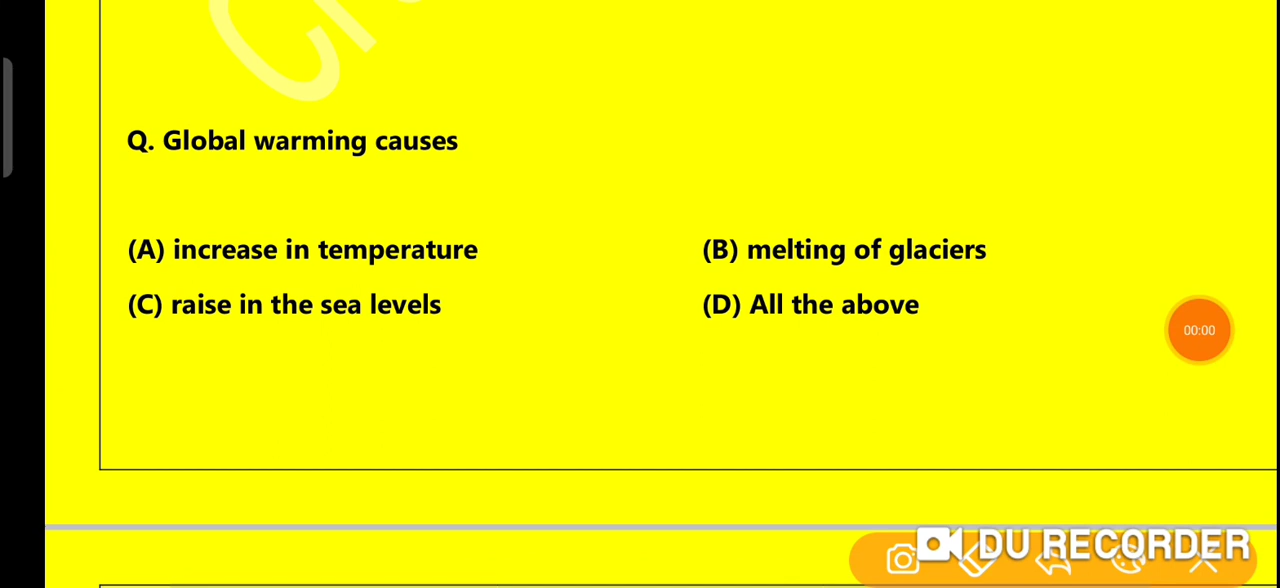 Q. Global warming causes
(A) increase in temperature (B) melting of glaciers
(C) raise in the sea levels (D) All the above
00:00
DU RECORDER